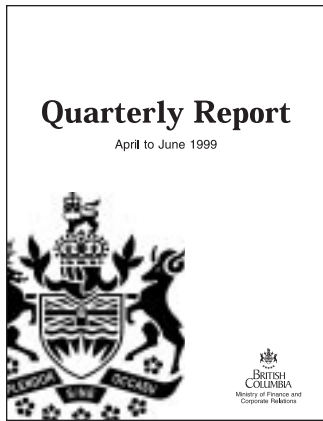 Quarterly Report
April to June 1999
SPLENDOR SINE OCCASU
BRITISH
COLUMBIA
Ministry of Finance and
Corporate Relations